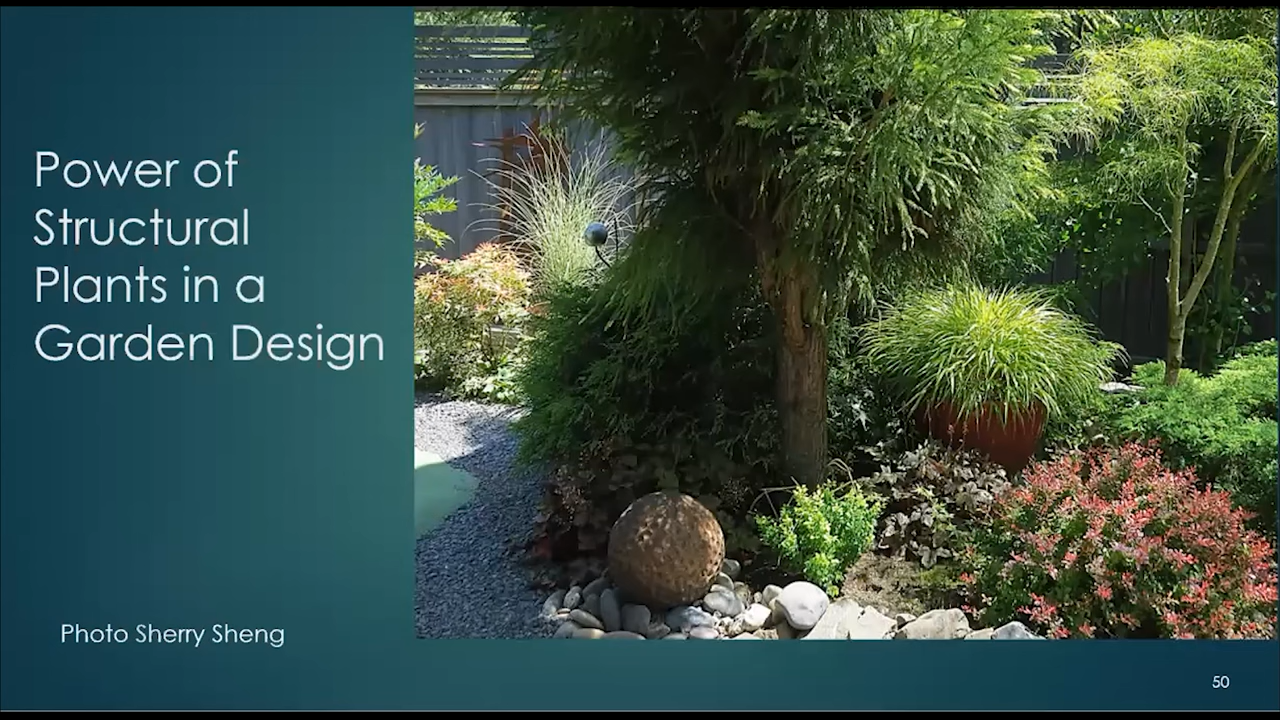 Power of
Structural
Plants in a
Garden Design
Photo Sherry Sheng
50